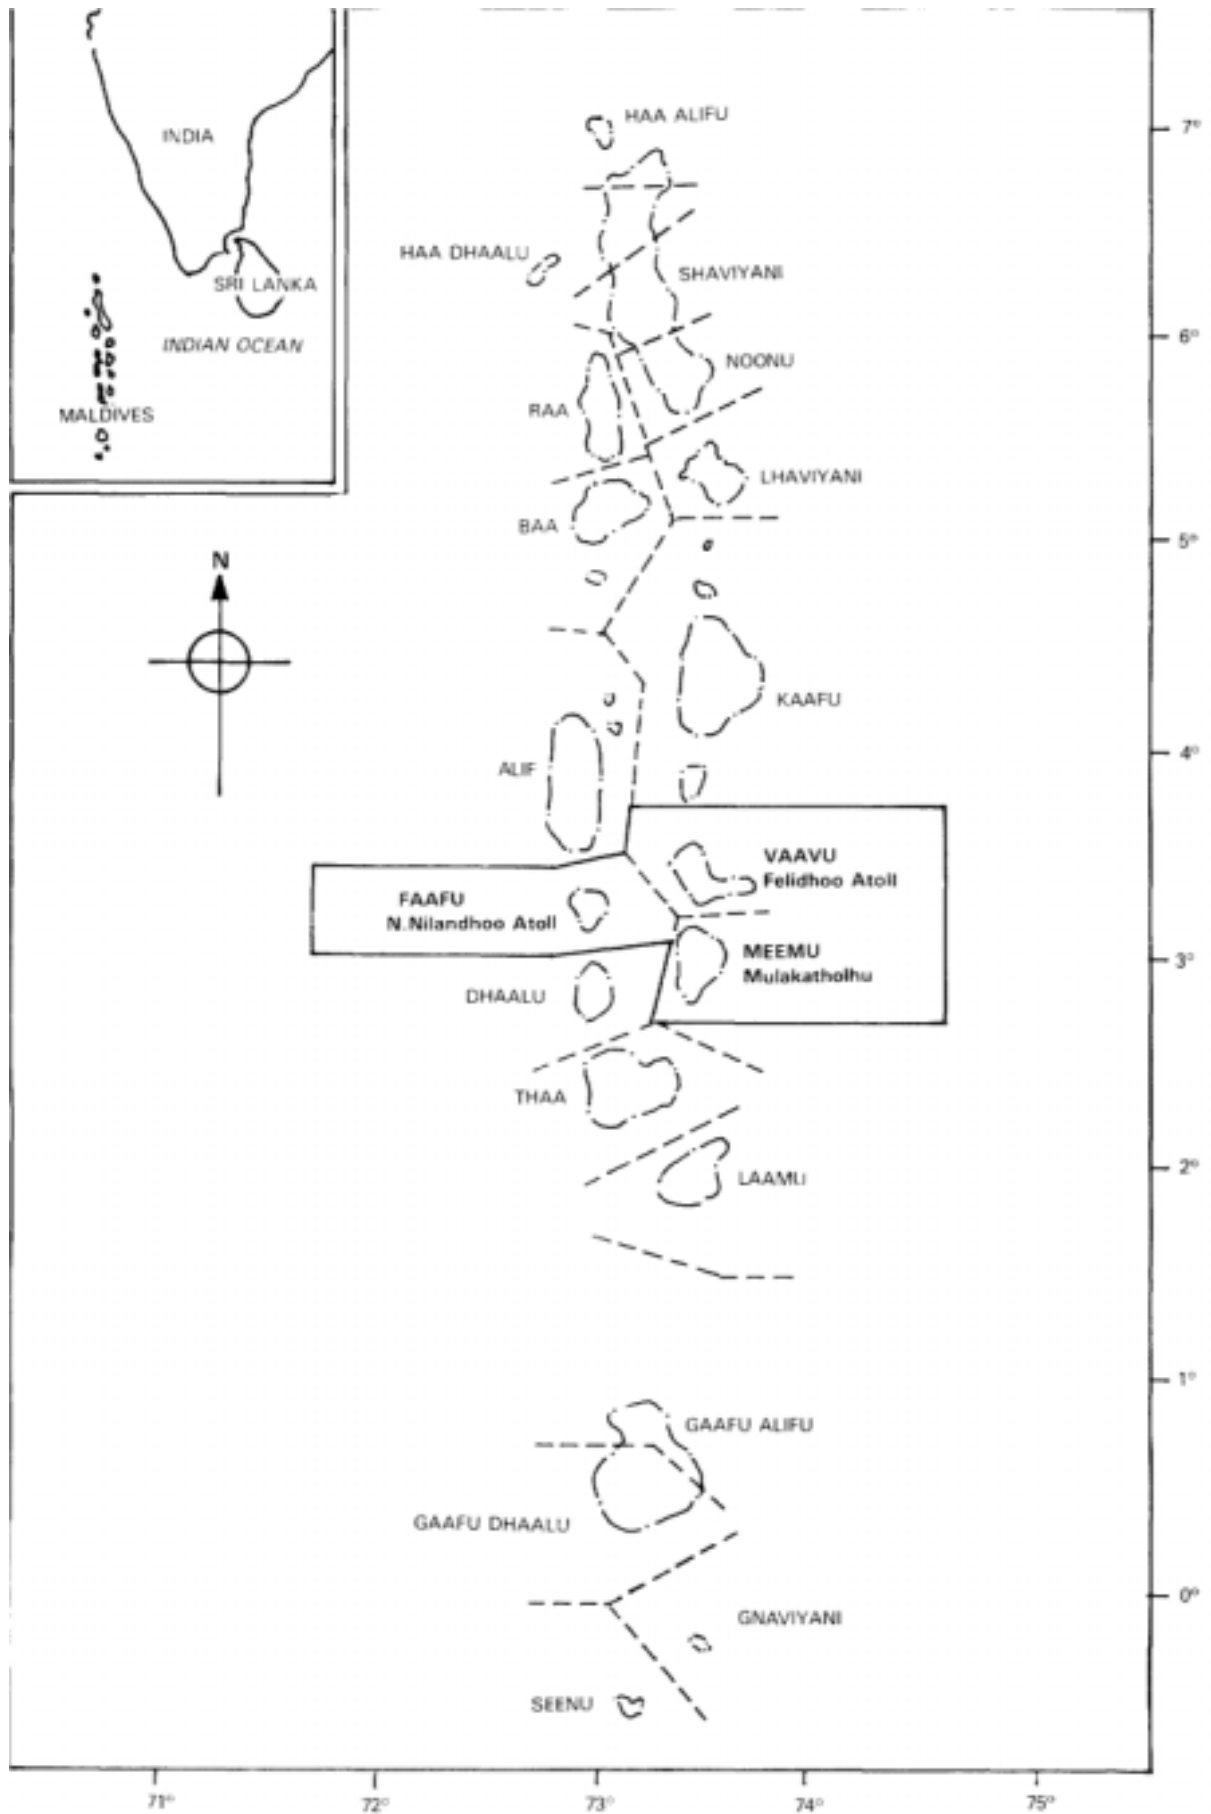 INDIA
SRI LANKA
INDIAN OCEAN
MALDIVES
N
HAA ALIFU
HAA DHAALU
SHAVIYANI
NOONU
RAA
LHAVIYANI
BAA
KAAFU
ALIF
VAAVU
Felidhoo Atoll
FAAFU
N.Nilandhoo Atoll
MEEMU
Mulakatholhu
DHAALU
THAA
LAAMU
GAAFU ALIFU
GAAFU DHAALU
GNAVIYANI
SEENU
7°
6°
5°
4°
3°
2°
1°
0°
71°
72°
73°
74°
75°